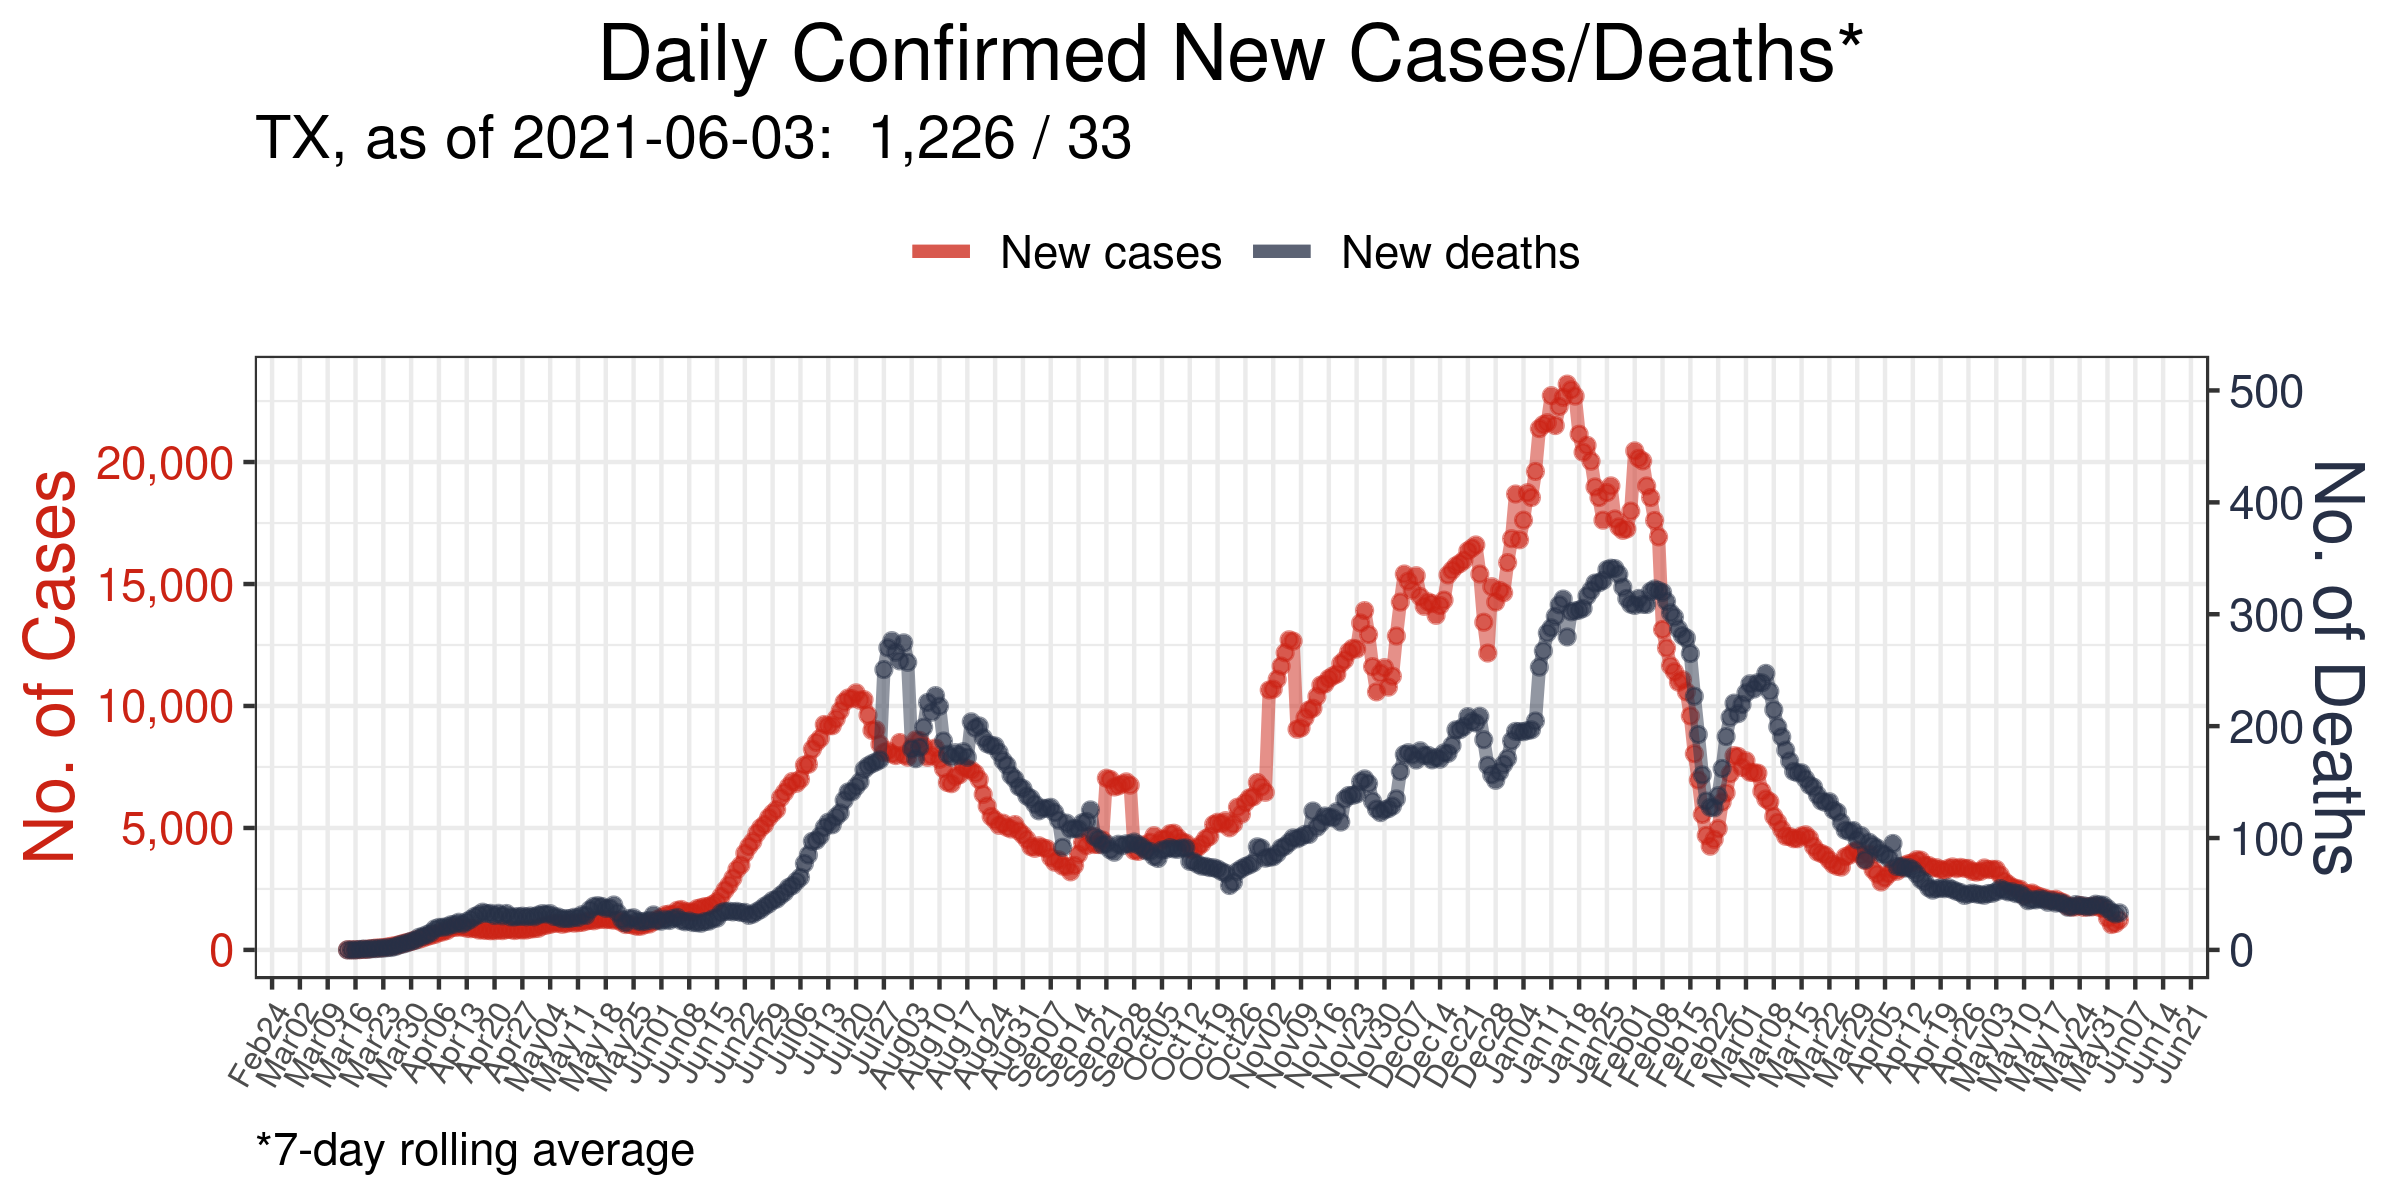 Daily Confirmed New Cases/Deaths*
TX, as of 2021-06-03:  1,226 / 33
New cases
New deaths
No. of Cases
20,000
15,000
10,000
5,000
0
500
400
300
200
100
0
No. of Deaths
Feb24
Mar02
Mar09
Mar16
Mar23
Mar30
Apr06
Apr13
Apr20
Apr27
May04
May11
May18
May25
Jun01
Jun08
Jun15
Jun22
Jun29
Jul06
Jul13
Jul20
Jul27
Aug03
Aug10
Aug17
Aug24
Aug31
Sep07
Sep14
Sep21
Sep28
Oct05
Oct12
Oct19
Oct26
Nov02
Nov09
Nov16
Nov23
Nov30
Dec07
Dec14
Dec21
Dec28
Jan04
Jan11
Jan18
Jan25
Feb01
Feb08
Feb15
Feb22
Mar01
Mar08
Mar15
Mar22
Mar29
Apr05
Apr12
Apr19
Apr26
May03
May10
May17
May24
May31
Jun07
Jun14
Jun21
*7-day rolling average